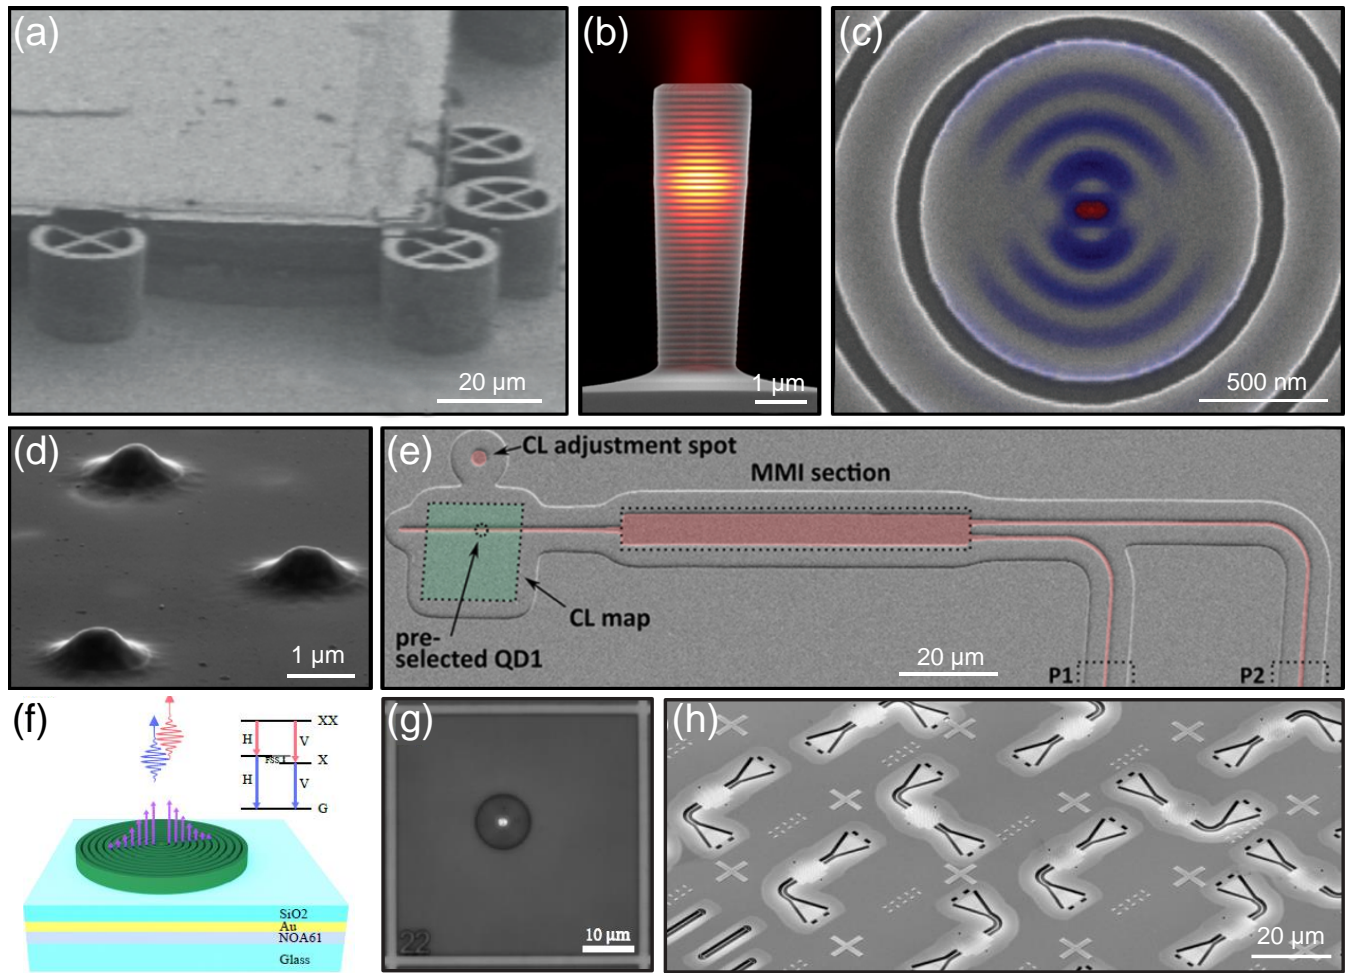 (a)
20 µm
(b)
1 µm
(c)
500 nm
(d)
1 µm
(e)
CL adjustment spot
MMI section
CL map
pre-
selected QD1
20 µm
P1
P2
(f)
XX
H
V
FSS
X
H
V
G
SiO2
Au
NOA61
Glass
(g)
22
10 µm
(h)
20 µm